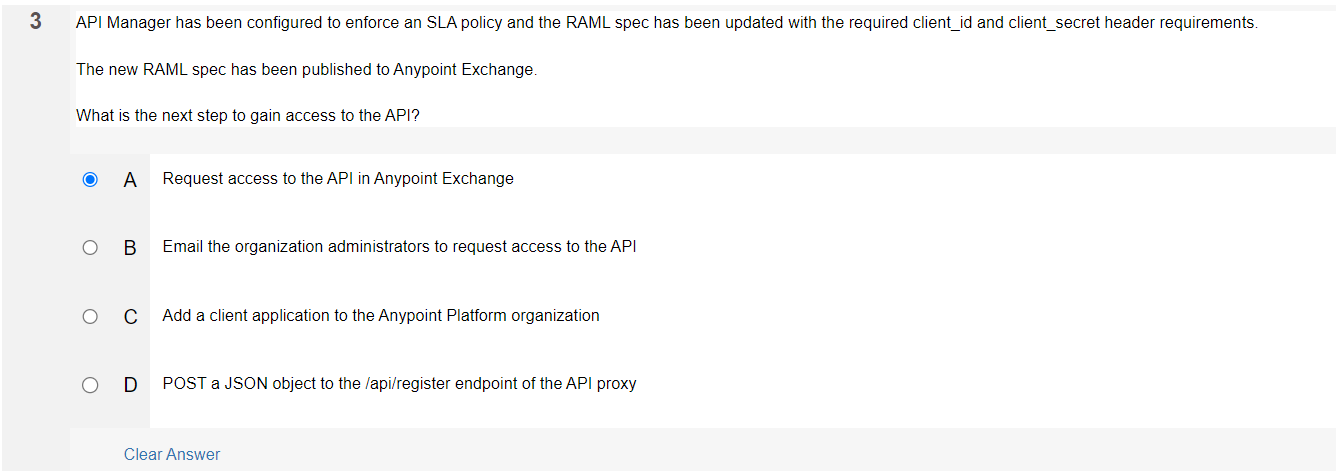 3
API Manager has been configured to enforce an SLA policy and the RAML spec has been updated with the required client_id and client_secret header requirements.
The new RAML spec has been published to Anypoint Exchange.
What is the next step to gain access to the API?
A Request access to the API in Anypoint Exchange
B Email the organization administrators to request access to the API
C Add a client application to the Anypoint Platform organization
D POST a JSON object to the /api/register endpoint of the API proxy
Clear Answer